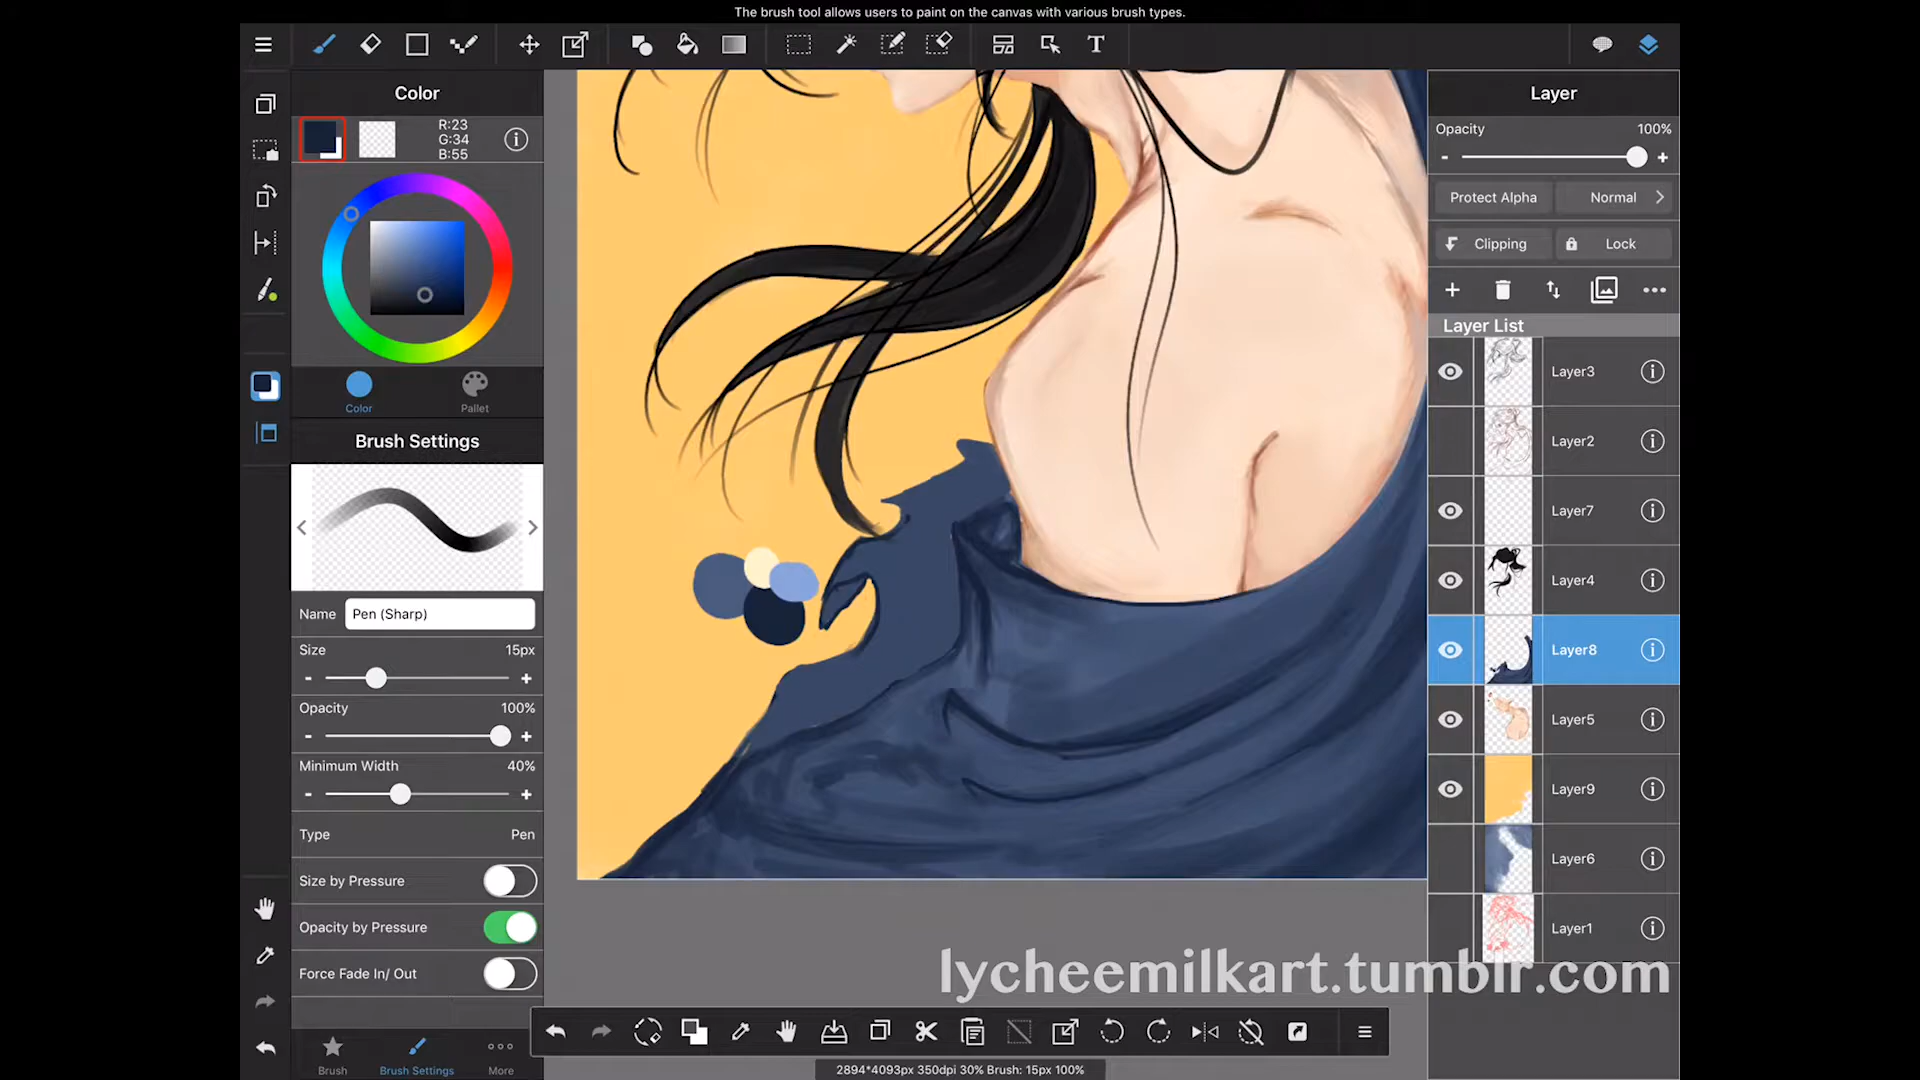 The brush tool allows users to paint on the canvas with various brush types.
Color
R:23
G:34
B:55
Color
Pallet
Brush Settings
Name
Pen (Sharp)
Size
15px
-
+
Opacity
100%
-
+
Minimum Width
40%
-
+
Type
Pen
Size by Pressure
Opacity by Pressure
Force Fade In/ Out
Brush
Brush Settings
More
Layer
Opacity
100%
-
+
Protect Alpha
Normal
Clipping
Lock
Layer List
Layer3
Layer2
Layer7
Layer4
Layer8
Layer5
Layer9
Layer6
Layer1
lycheemilkart.tumblr.com
2894*4093px 350dpi 30% Brush: 15px 100%